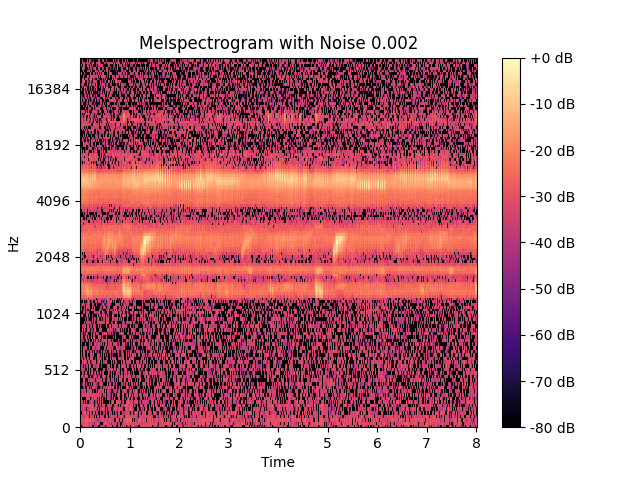 Melspectrogram with Noise 0.002
Hz
16384
8192
4096
2048
1024
512
0
0 1 2 3 4 5 6 7 8
Time
+0 dB
-10 dB
-20 dB
-30 dB
-40 dB
-50 dB
-60 dB
-70 dB
-80 dB